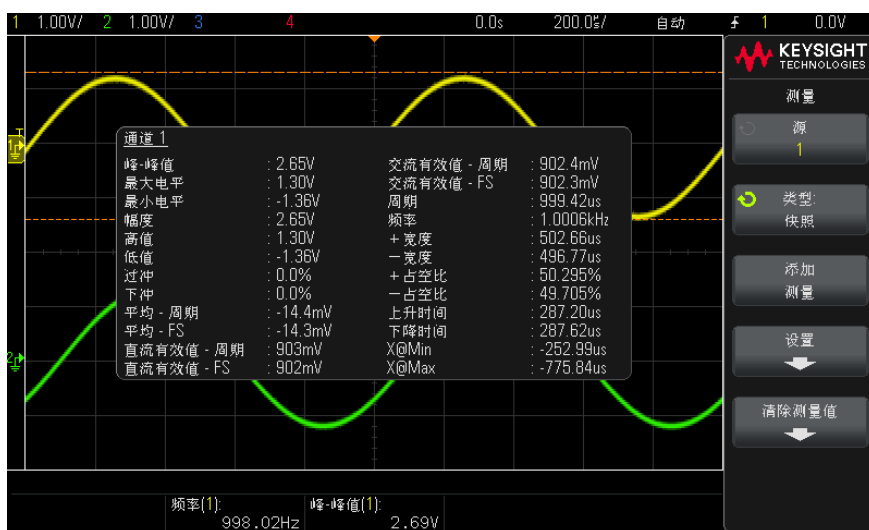 1 1.00V/ 2 1.00V/ 3 4 0.0s 200.0us/ 自动 1 0.0V
KEYSIGHT
TECHNOLOGIES
测量
源
1
类型:
快照
添加
测量
设置
清除测量值
T
1
2
通道 1
峰-峰值 : 2.65V 交流有效值 - 周期 : 902.4mV
最大电平 : 1.30V 交流有效值 - FS : 902.3mV
最小电平 : -1.36V 周期 : 999.42us
幅度 : 2.65V 频率 : 1.0006kHz
高值 : 1.30V +宽度 : 502.66us
低值 : -1.36V -宽度 : 496.77us
过冲 : 0.0% +占空比 : 50.295%
下冲 : 0.0% -占空比 : 49.705%
平均 - 周期 : -14.4mV 上升时间 : 287.20us
平均 - FS : -14.3mV 下降时间 : 287.62us
直流有效值 - 周期 : 903mV X@Min : -252.99us
直流有效值 - FS : 902mV X@Max : -775.84us
频率(1): 峰-峰值(1):
998.02Hz 2.69V